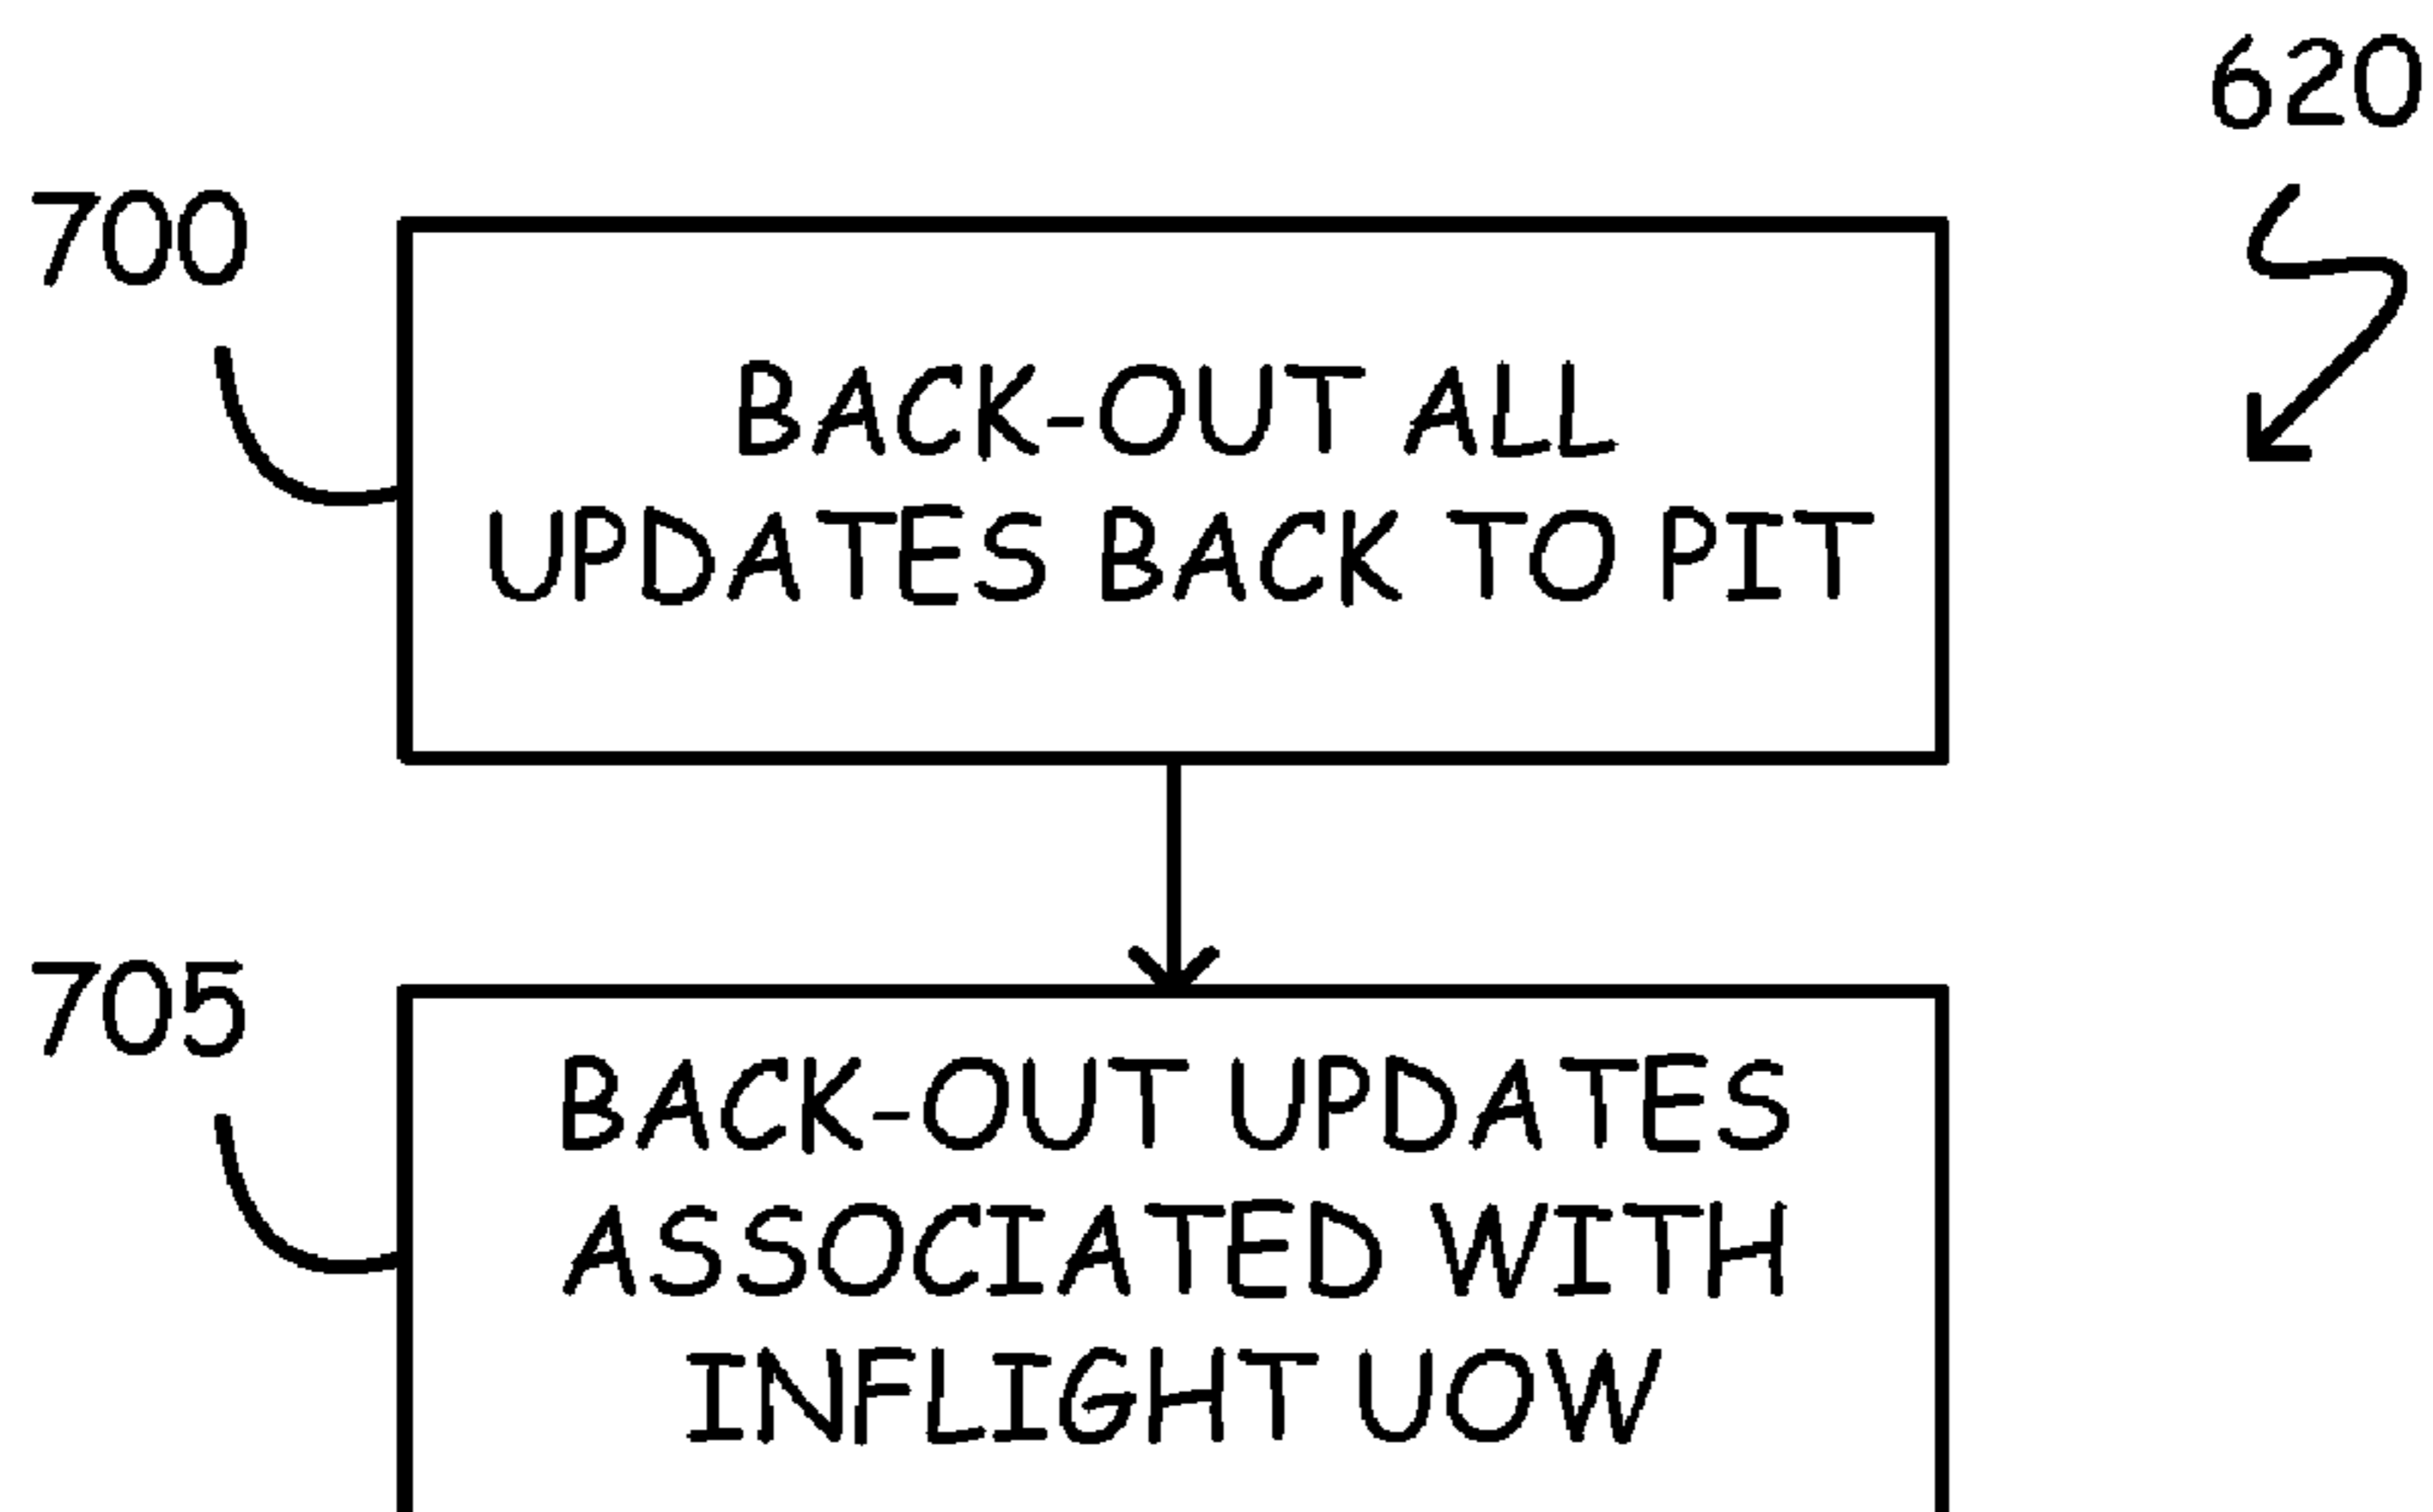 620
700
BACK-OUT ALL
UPDATES BACK TO PIT
705
BACK-OUT UPDATES
ASSOCIATED WITH
INFLIGHT UOW